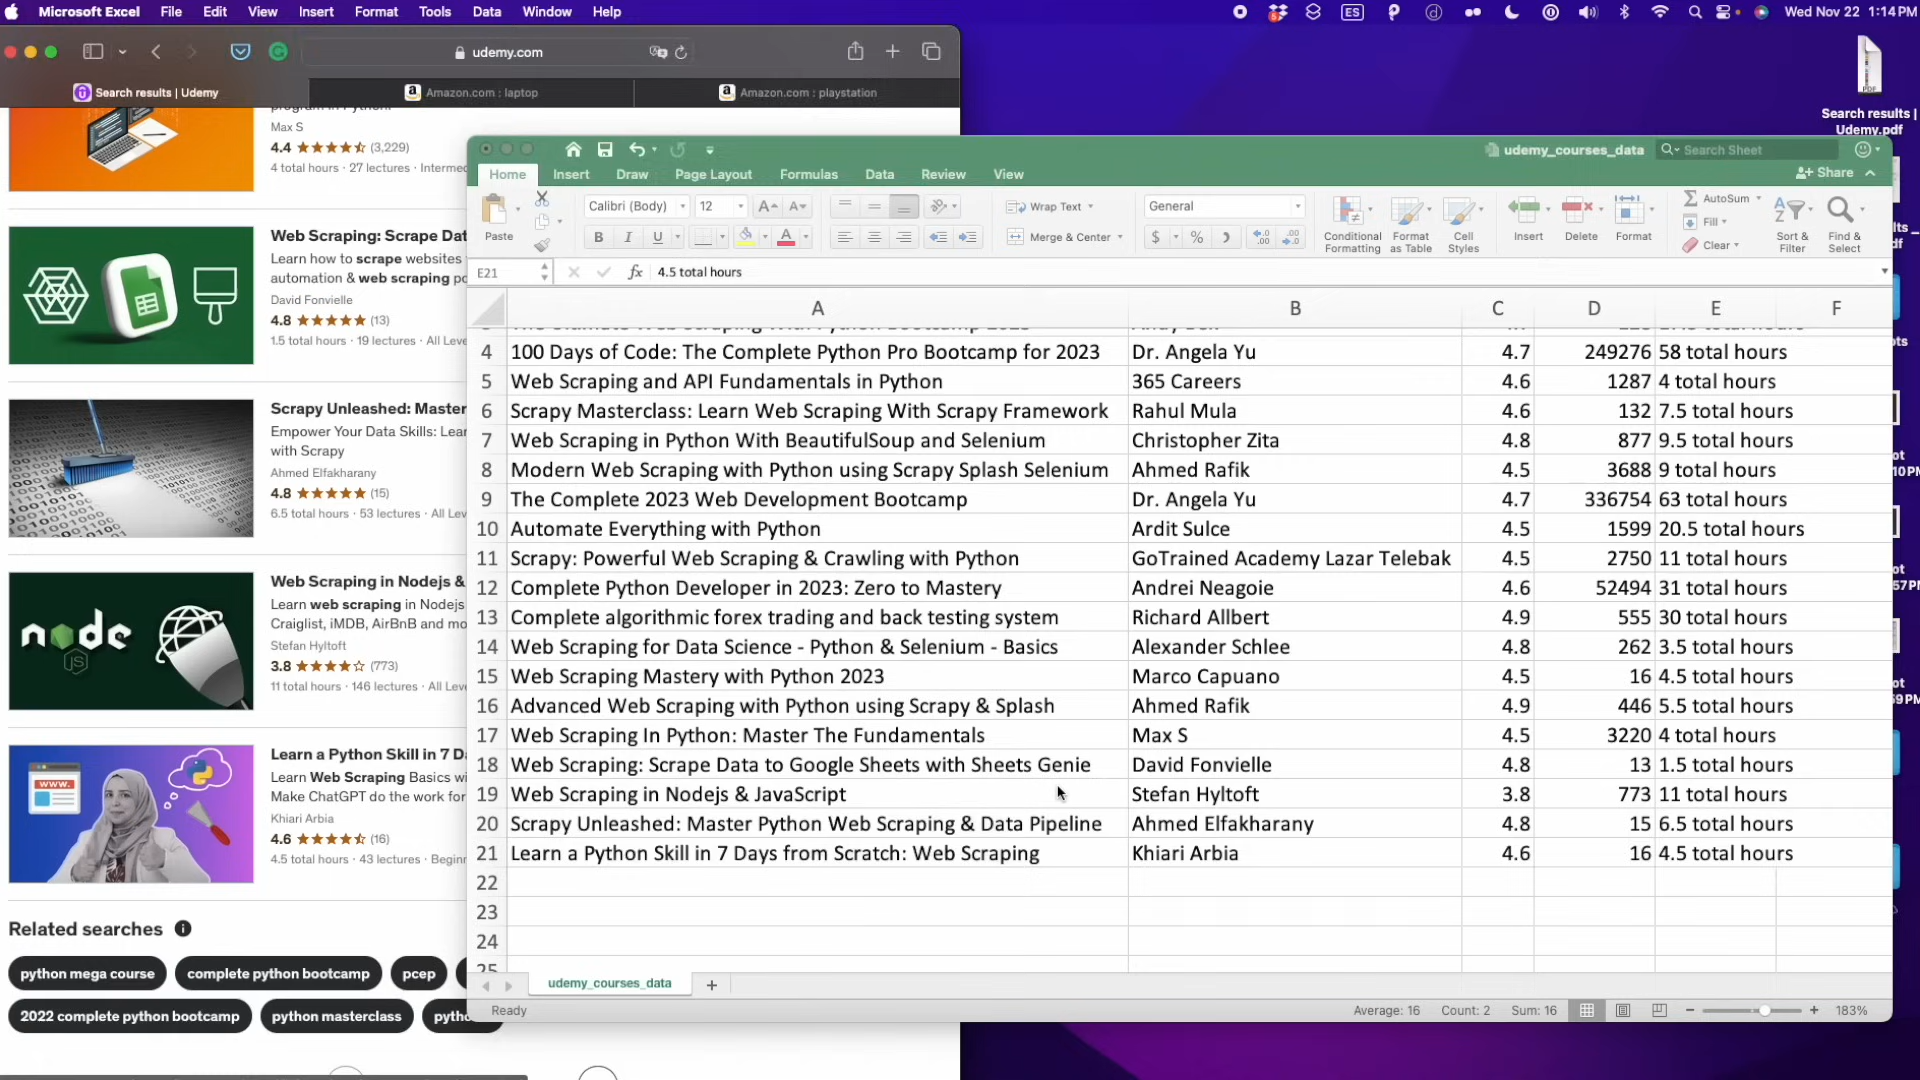 Microsoft Excel File Edit View Insert Format Tools Data Window Help
ES
Wed Nov 22 1:14 PM
udemy.com
Search results | Udemy
Amazon.com : laptop
Amazon.com : playstation
Search results |
Udemy.pdf
program in Python.
Max S
4.4 (3,229)
4 total hours · 27 lectures · Intermed
Web Scraping: Scrape Dat
Learn how to scrape websites
automation & web scraping po
David Fonvielle
4.8 (13)
1.5 total hours · 19 lectures · All Leve
Scrapy Unleashed: Master
Empower Your Data Skills: Lear
with Scrapy
Ahmed Elfakharany
4.8 (15)
6.5 total hours · 53 lectures · All Lev
node
JS
Web Scraping in Nodejs &
Learn web scraping in Nodejs
Craiglist, iMDB, AirBnB and mo
Stefan Hyltoft
3.8 (773)
11 total hours · 146 lectures · All Leve
WWW.
Learn a Python Skill in 7 Da
Learn Web Scraping Basics wi
Make ChatGPT do the work for
Khiari Arbia
4.6 (16)
4.5 total hours · 43 lectures · Beginn
Related searches
python mega course
complete python bootcamp
pcep
2022 complete python bootcamp
python masterclass
pytho
udemy_courses_data
Search Sheet
Home Insert Draw Page Layout Formulas Data Review View
Share
Paste
Calibri (Body) 12
B I U
Wrap Text
Merge & Center
General
$ % )
Conditional
Formatting
Format
as Table
Cell
Styles
Insert
Delete
Format
AutoSum
Fill
Clear
Sort &
Filter
Find &
Select
E21 fx 4.5 total hours
A B C D E F
4 100 Days of Code: The Complete Python Pro Bootcamp for 2023 Dr. Angela Yu 4.7 249276 58 total hours
5 Web Scraping and API Fundamentals in Python 365 Careers 4.6 1287 4 total hours
6 Scrapy Masterclass: Learn Web Scraping With Scrapy Framework Rahul Mula 4.6 132 7.5 total hours
7 Web Scraping in Python With BeautifulSoup and Selenium Christopher Zita 4.8 877 9.5 total hours
8 Modern Web Scraping with Python using Scrapy Splash Selenium Ahmed Rafik 4.5 3688 9 total hours
9 The Complete 2023 Web Development Bootcamp Dr. Angela Yu 4.7 336754 63 total hours
10 Automate Everything with Python Ardit Sulce 4.5 1599 20.5 total hours
11 Scrapy: Powerful Web Scraping & Crawling with Python GoTrained Academy Lazar Telebak 4.5 2750 11 total hours
12 Complete Python Developer in 2023: Zero to Mastery Andrei Neagoie 4.6 52494 31 total hours
13 Complete algorithmic forex trading and back testing system Richard Allbert 4.9 555 30 total hours
14 Web Scraping for Data Science - Python & Selenium - Basics Alexander Schlee 4.8 262 3.5 total hours
15 Web Scraping Mastery with Python 2023 Marco Capuano 4.5 16 4.5 total hours
16 Advanced Web Scraping with Python using Scrapy & Splash Ahmed Rafik 4.9 446 5.5 total hours
17 Web Scraping In Python: Master The Fundamentals Max S 4.5 3220 4 total hours
18 Web Scraping: Scrape Data to Google Sheets with Sheets Genie David Fonvielle 4.8 13 1.5 total hours
19 Web Scraping in Nodejs & JavaScript Stefan Hyltoft 3.8 773 11 total hours
20 Scrapy Unleashed: Master Python Web Scraping & Data Pipeline Ahmed Elfakharany 4.8 15 6.5 total hours
21 Learn a Python Skill in 7 Days from Scratch: Web Scraping Khiari Arbia 4.6 16 4.5 total hours
22
23
24
25
udemy_courses_data
Ready
Average: 16 Count: 2 Sum: 16 183%